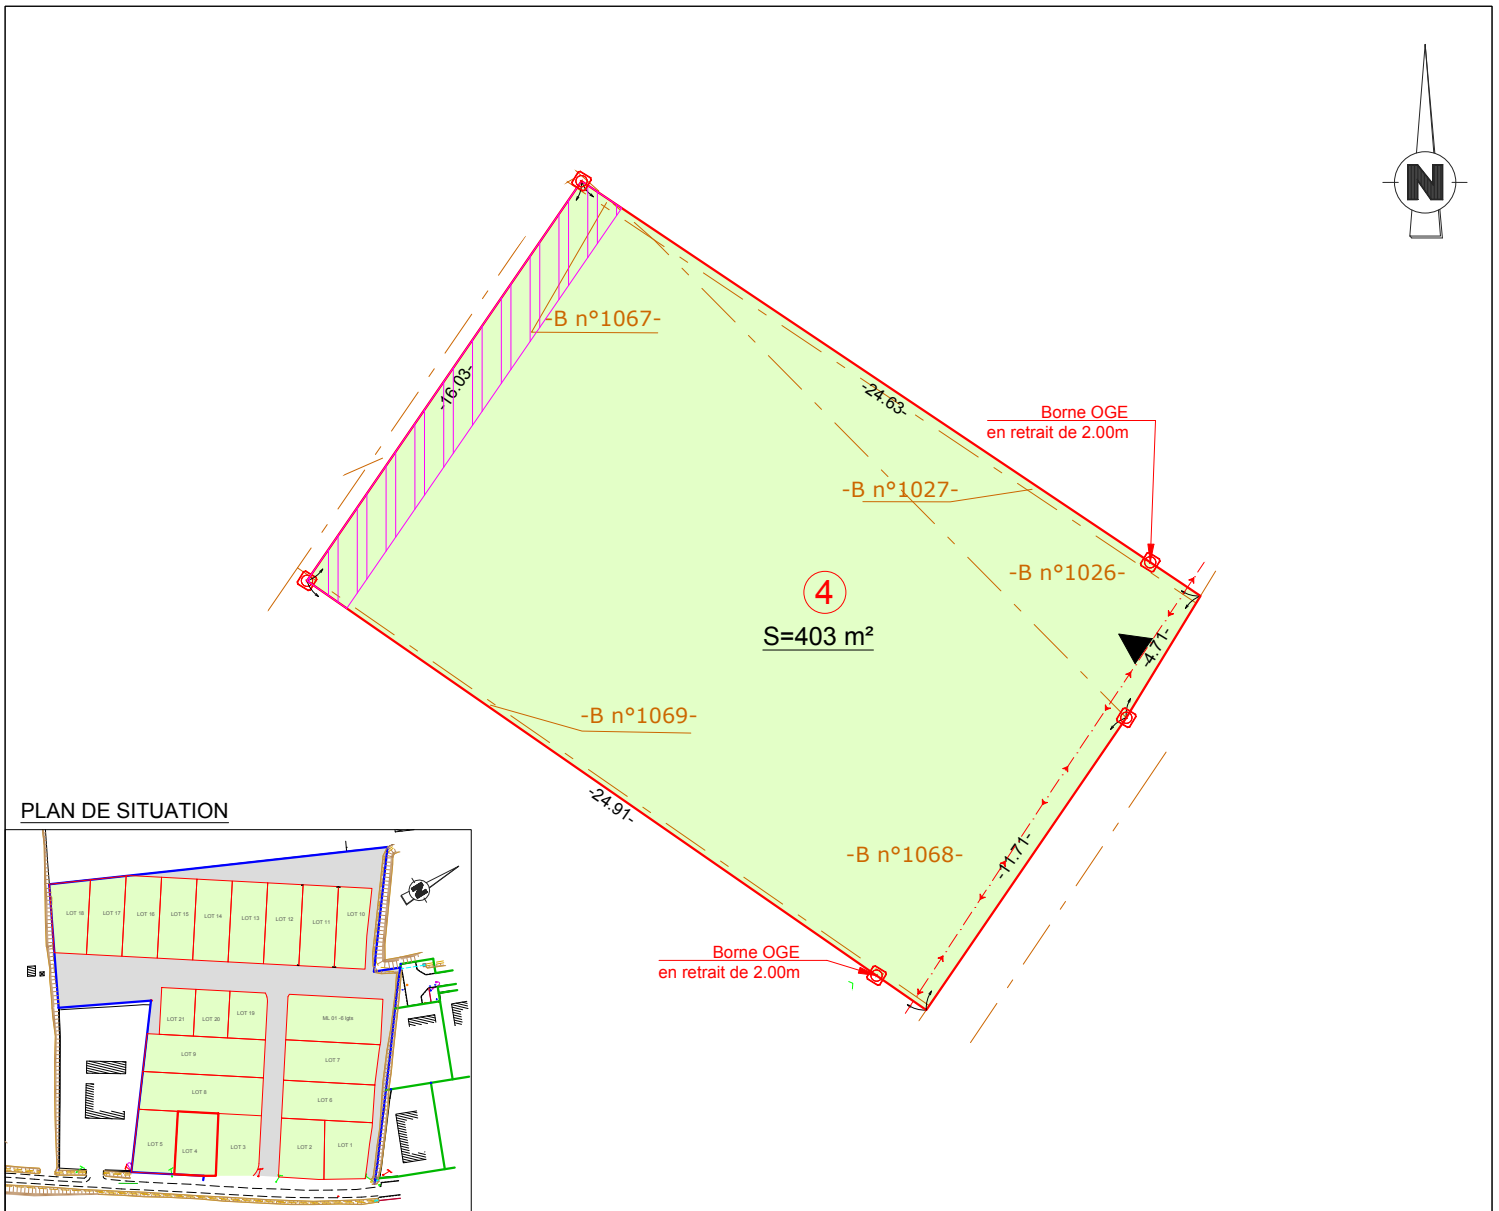 N
-B n°1067-
-16.03-
-24.63-
Borne OGE
en retrait de 2.00m
-B n°1027-
-B n°1026-
4
S=403 m²
-4.71-
-B n°1069-
-24.91-
-11.71-
-B n°1068-
Borne OGE
en retrait de 2.00m
PLAN DE SITUATION
N
LOT 18
LOT 17
LOT 16
LOT 15
LOT 14
LOT 13
LOT 12
LOT 11
LOT 10
LOT 21
LOT 20
LOT 19
ML 01 -6 lgts
LOT 9
LOT 7
LOT 8
LOT 6
LOT 5
LOT 4
LOT 3
LOT 2
LOT 1